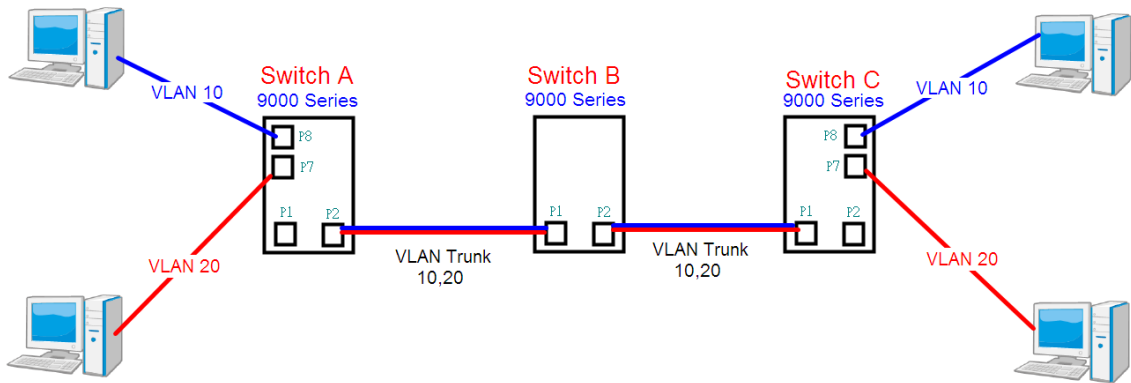 Switch A
9000 Series
Switch B
9000 Series
Switch C
9000 Series
VLAN 10
VLAN 10
P8
P7
P1
P2
P1
P2
P8
P7
P1
P2
VLAN 20
VLAN Trunk
10,20
VLAN Trunk
10,20
VLAN 20